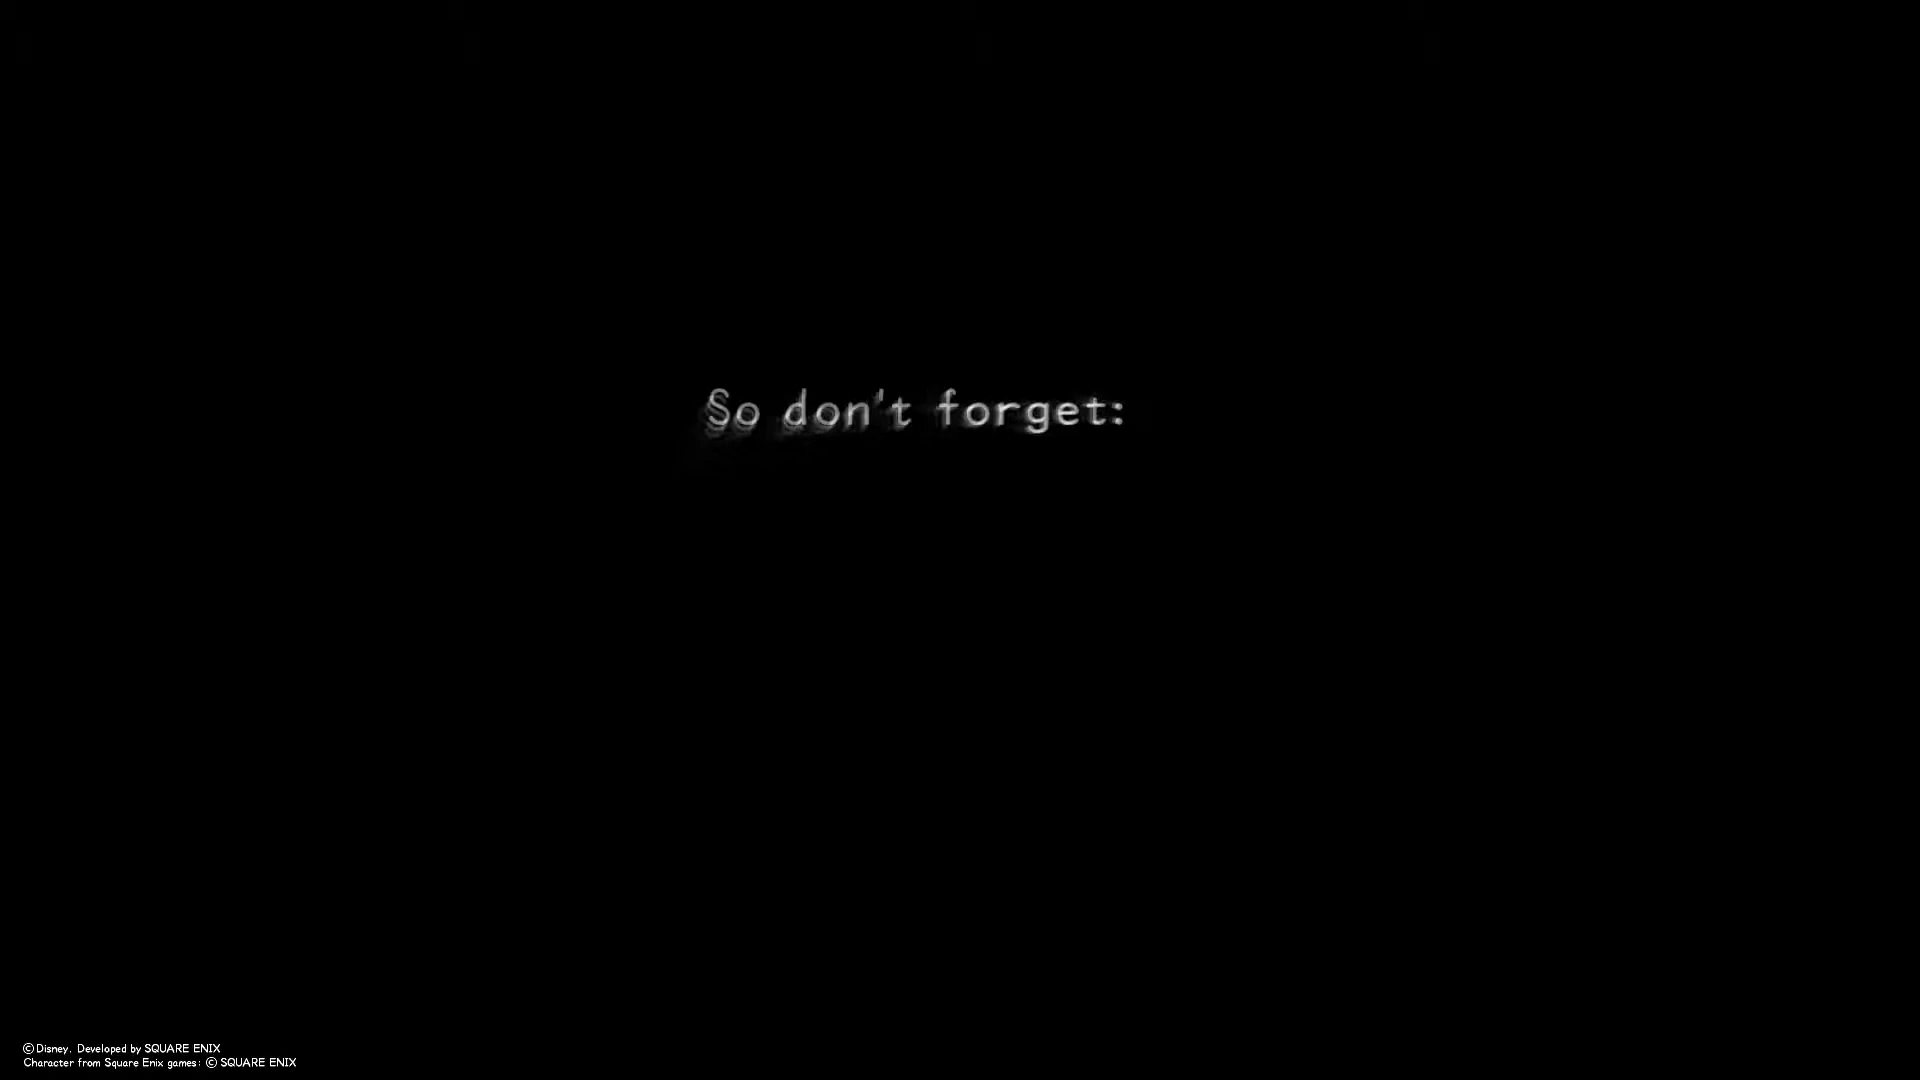 So don't forget:
©Disney. Developed by SQUARE ENIX
Character from Square Enix games: © SQUARE ENIX